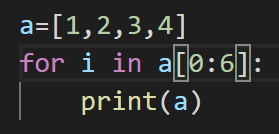 a=[1,2,3,4]
for i in a[0:6]:
    print(a)